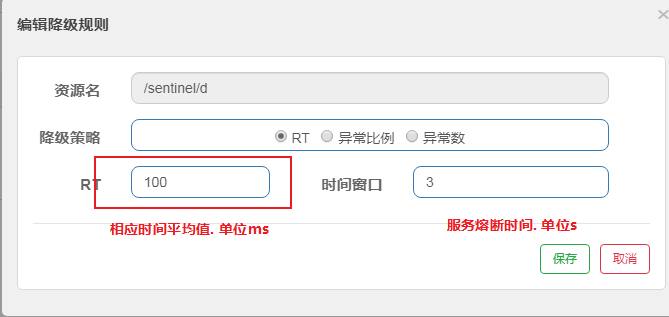 编辑降级规则 ×
资源名 /sentinel/d
降级策略 RT 异常比例 异常数
RT 100 时间窗口 3
相应时间平均值. 单位ms 服务熔断时间. 单位s
保存 取消